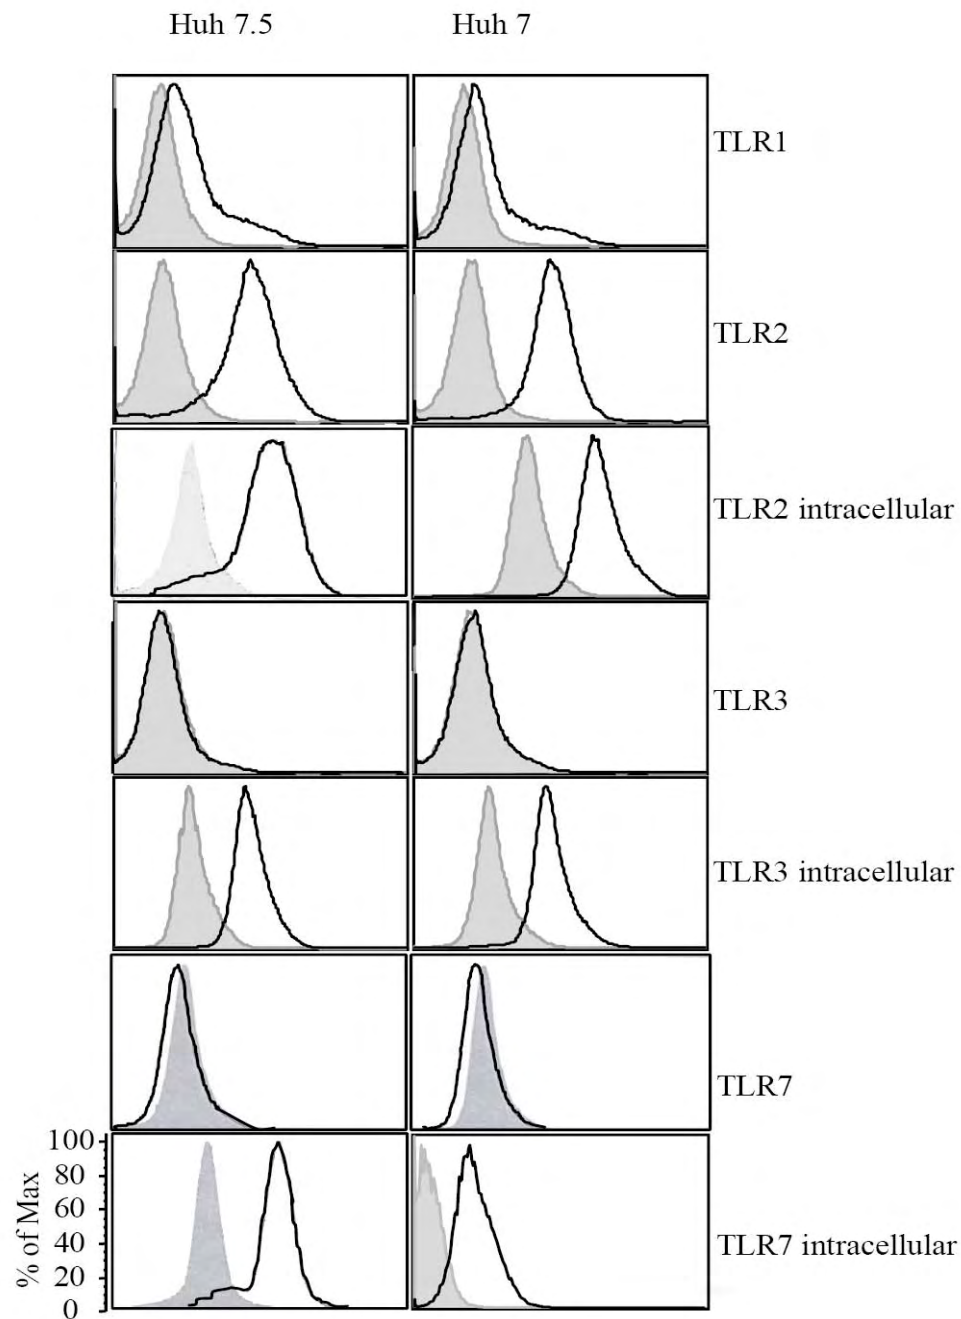 Huh 7.5 Huh 7
TLR1
TLR2
TLR2 intracellular
TLR3
TLR3 intracellular
TLR7
TLR7 intracellular
% of Max
100
80
60
40
20
0